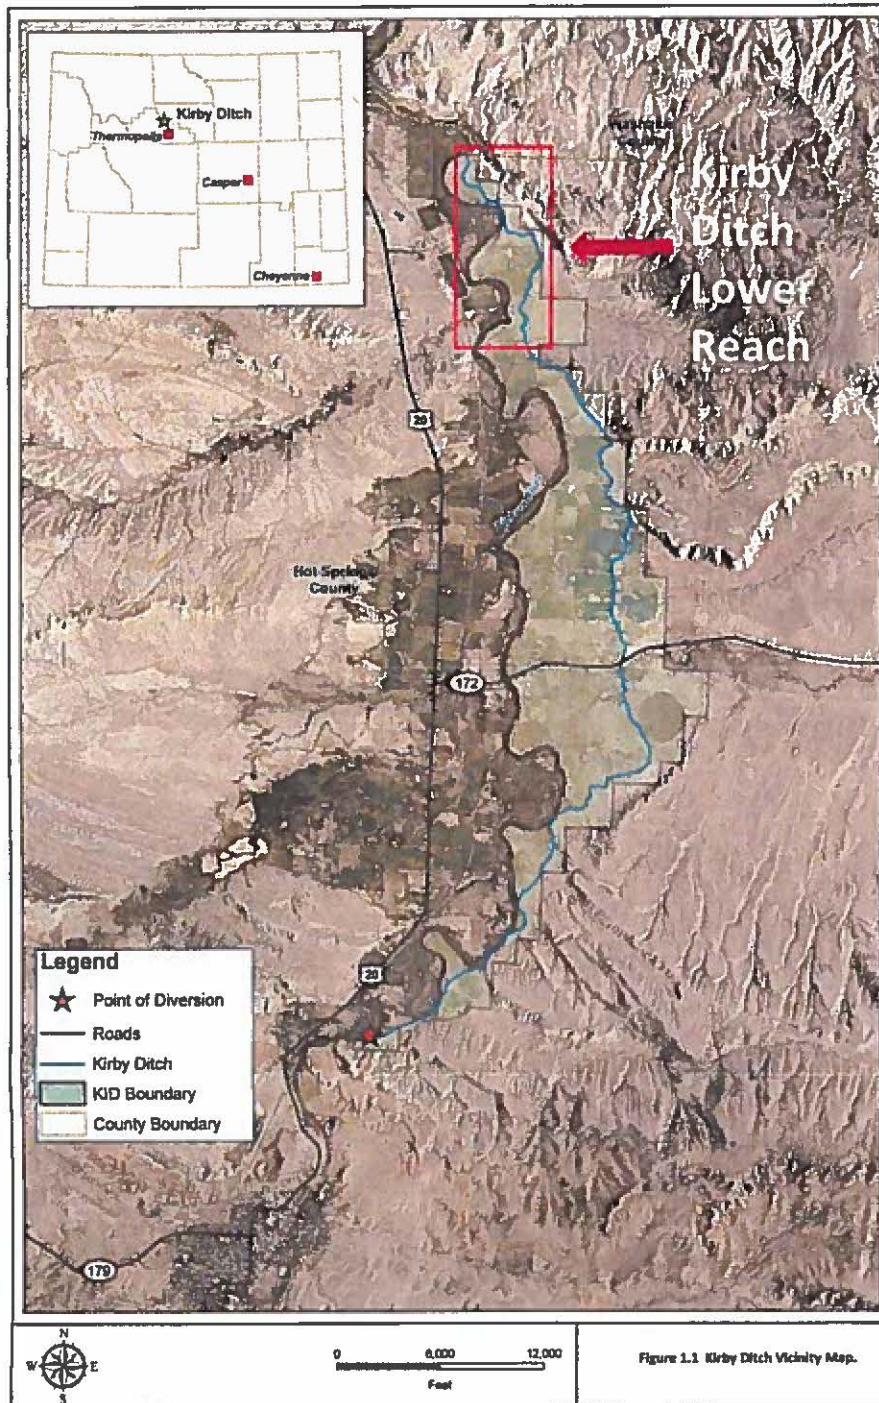 Kirby Ditch
Thermopolis
Casper
Cheyenne
Kirby
Ditch
Lower
Reach
20
Hot Springs
County
172
20
Legend
Point of Diversion
Roads
Kirby Ditch
KID Boundary
County Boundary
179
N
W
E
S
0
6,000
12,000
Feet
Figure 1.1 Kirby Ditch Vicinity Map.